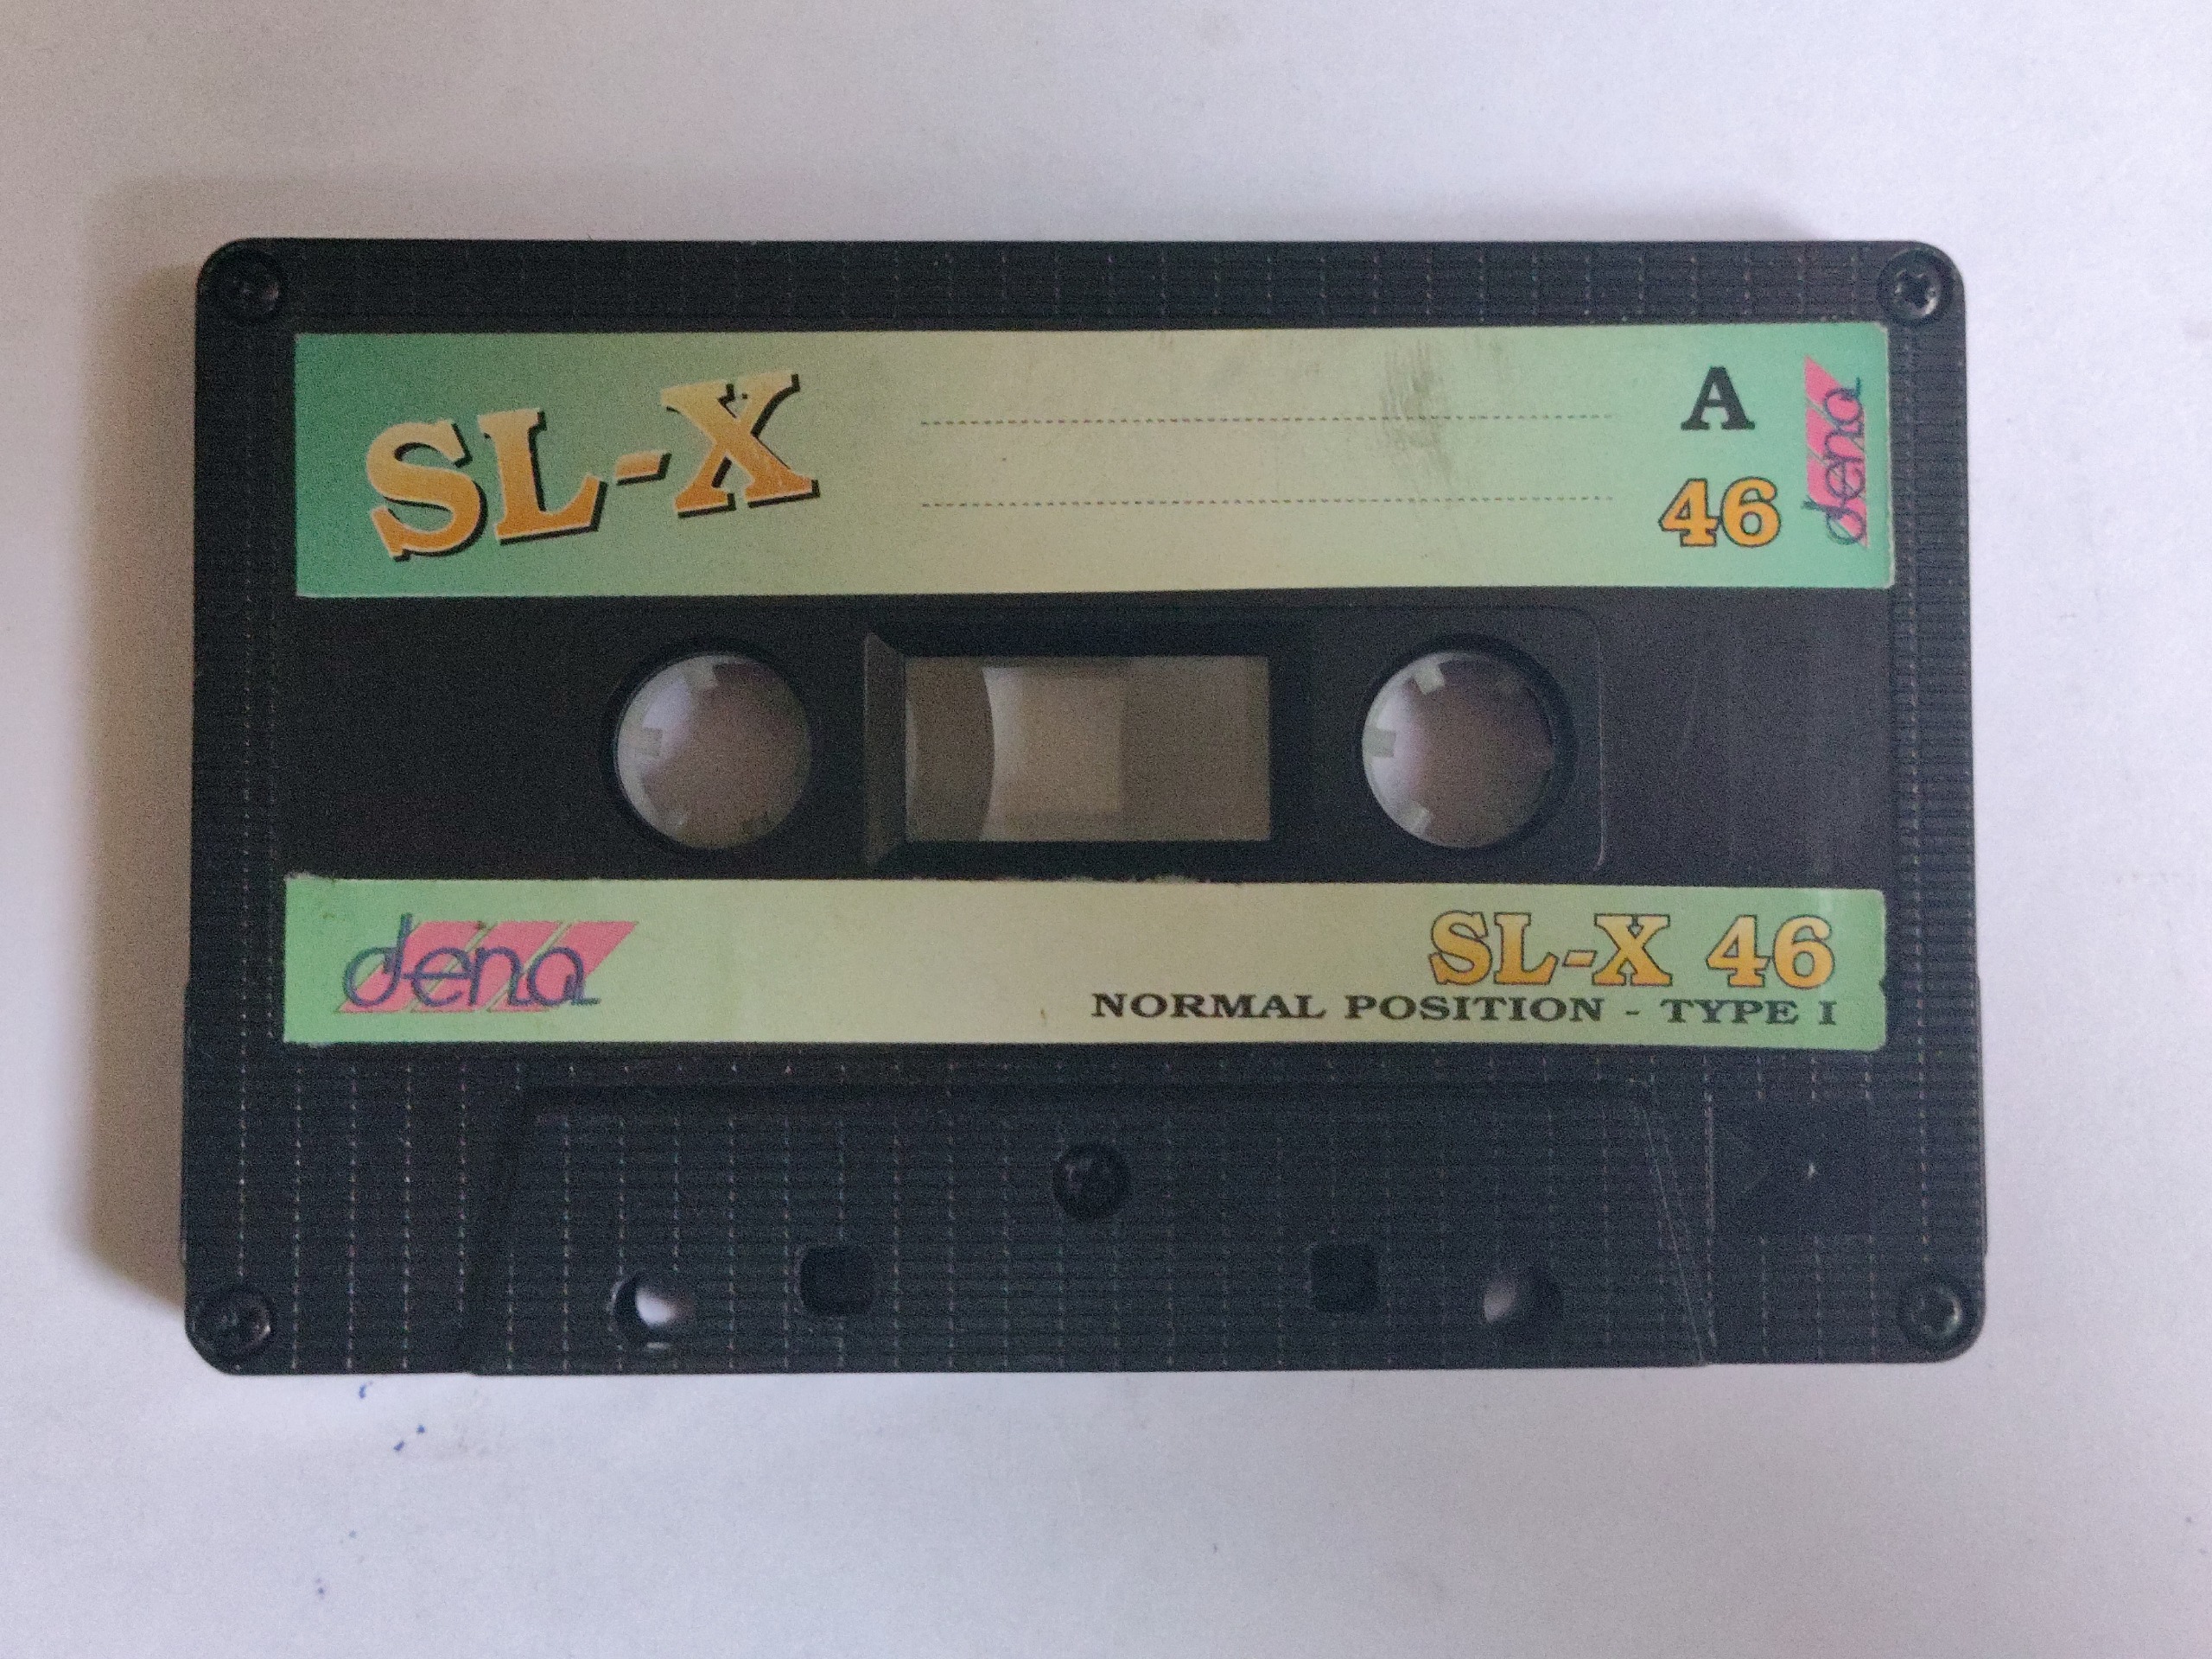 SL-X
A
46
dena
dena
SL-X 46
NORMAL POSITION - TYPE I